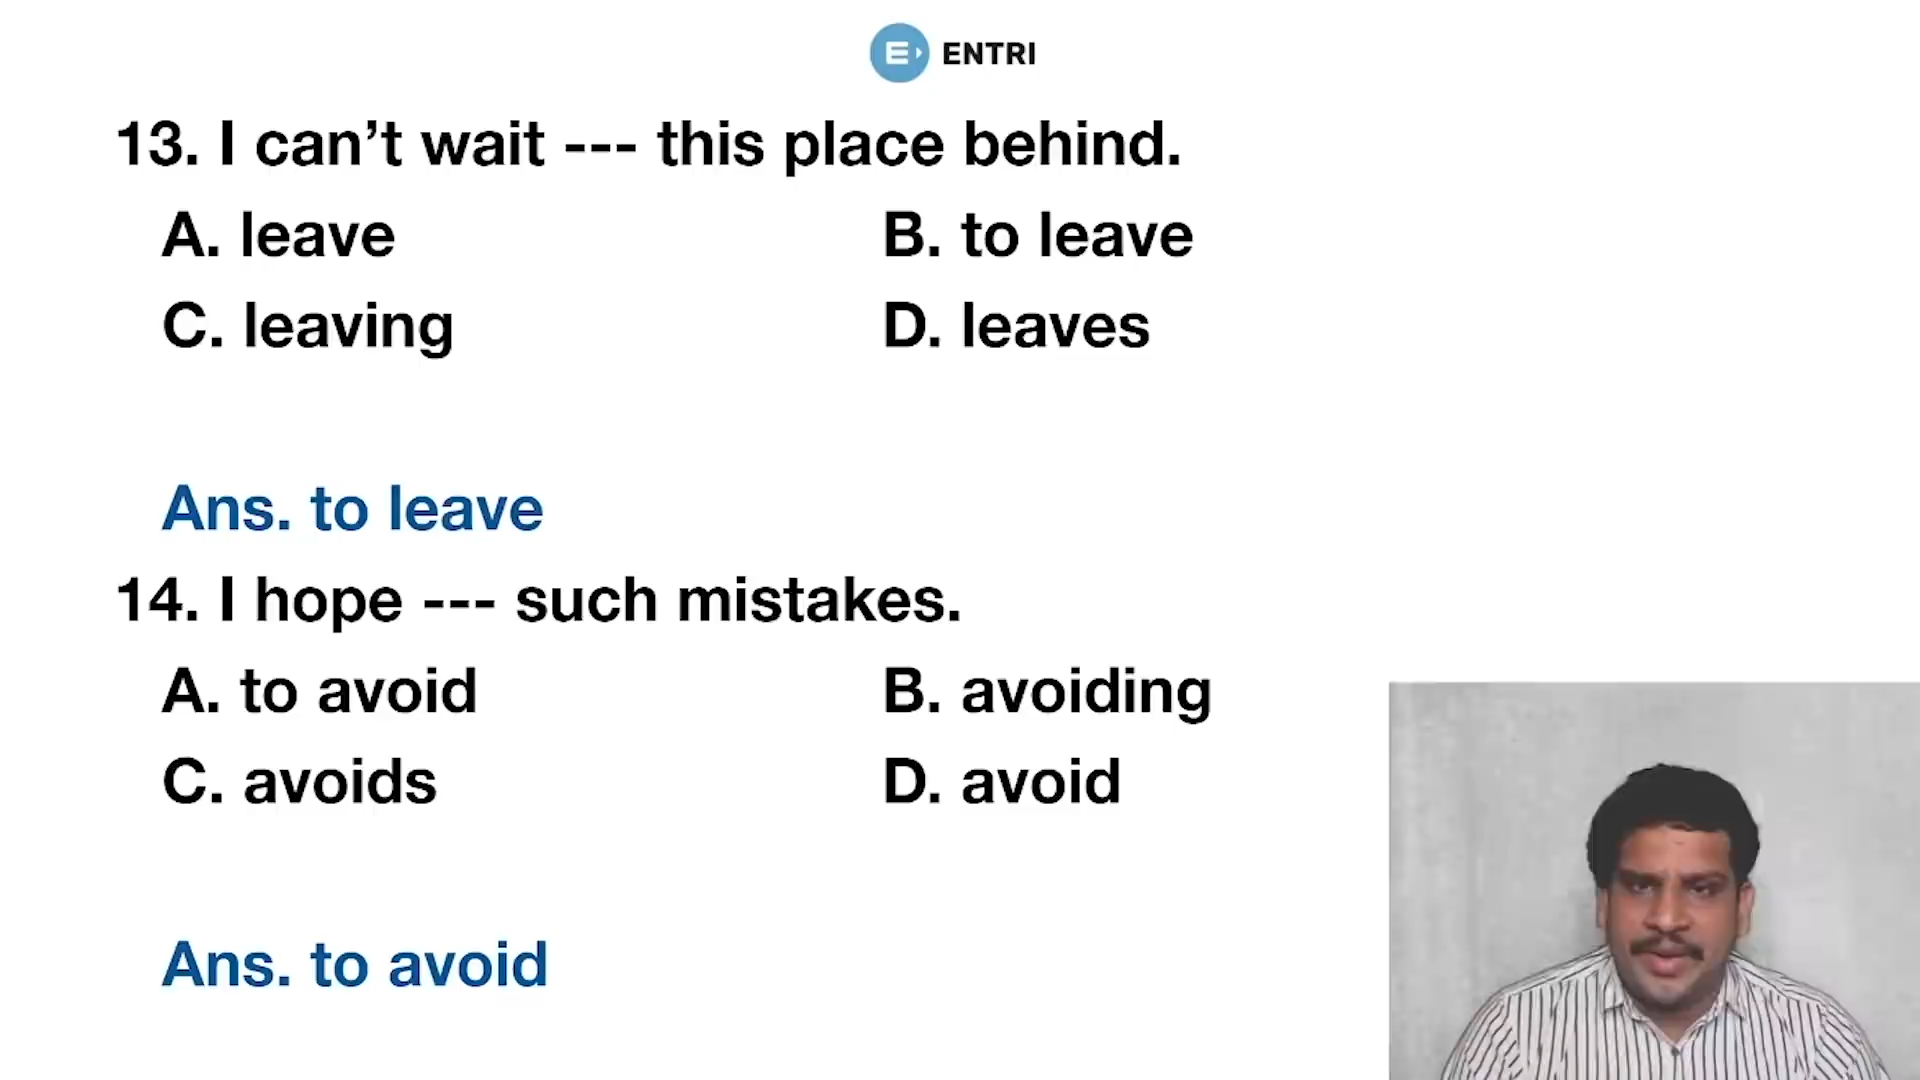 ENTRI
13. I can’t wait --- this place behind.
A. leave B. to leave
C. leaving D. leaves
Ans. to leave
14. I hope --- such mistakes.
A. to avoid B. avoiding
C. avoids D. avoid
Ans. to avoid